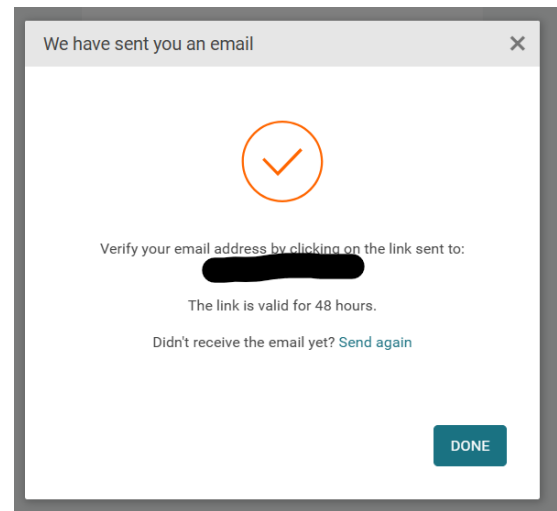 We have sent you an email
Verify your email address by clicking on the link sent to:
The link is valid for 48 hours.
Didn't receive the email yet? Send again
DONE